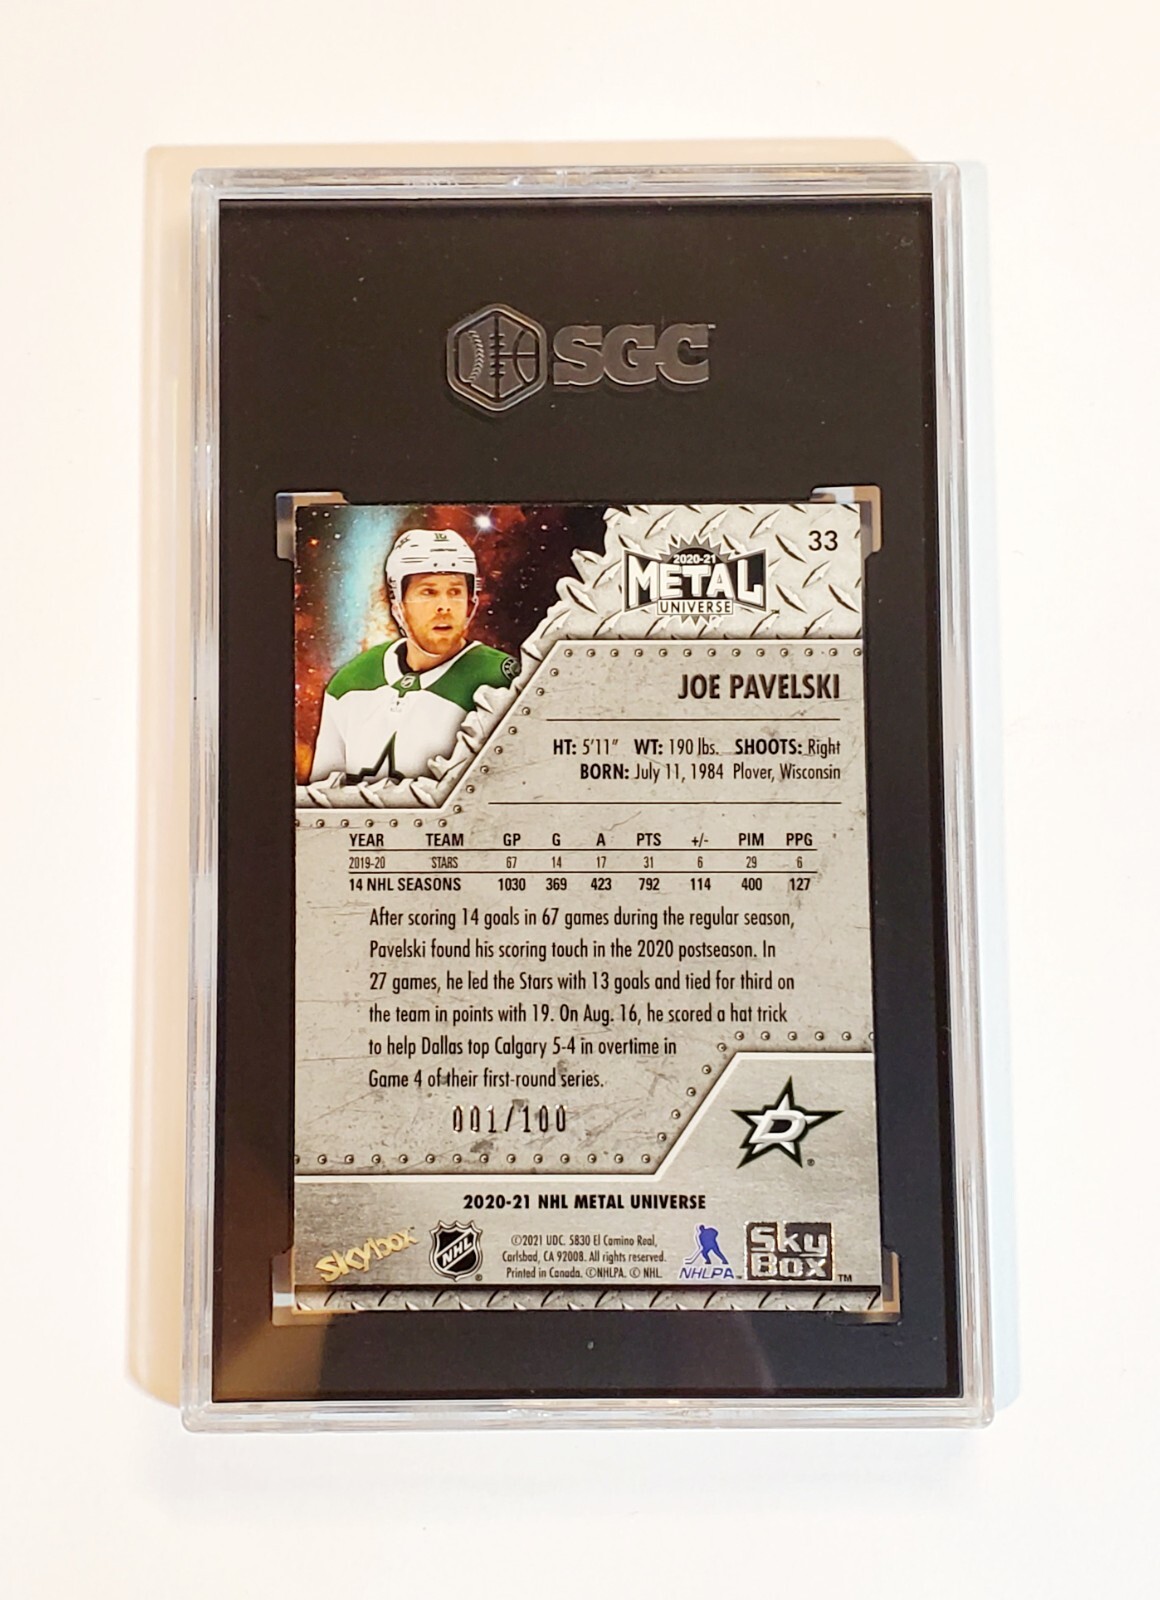 SGC
33
2020-21
METAL
UNIVERSE
JOE PAVELSKI
HT: 5'11" WT: 190 lbs. SHOOTS: Right
BORN: July 11, 1984 Plover, Wisconsin
YEAR TEAM GP G A PTS +/- PIM PPG
2019-20 STARS 67 14 17 31 6 29 6
14 NHL SEASONS 1030 369 423 792 114 400 127
After scoring 14 goals in 67 games during the regular season,
Pavelski found his scoring touch in the 2020 postseason. In
27 games, he led the Stars with 13 goals and tied for third on
the team in points with 19. On Aug. 16, he scored a hat trick
to help Dallas top Calgary 5-4 in overtime in
Game 4 of their first-round series.
001/100
D
2020-21 NHL METAL UNIVERSE
skybox
NHL
©2021 UDC. 5830 El Camino Real,
Carlsbad, CA 92008. All rights reserved.
Printed in Canada. ©NHLPA. © NHL
NHLPA™
Sky
Box™